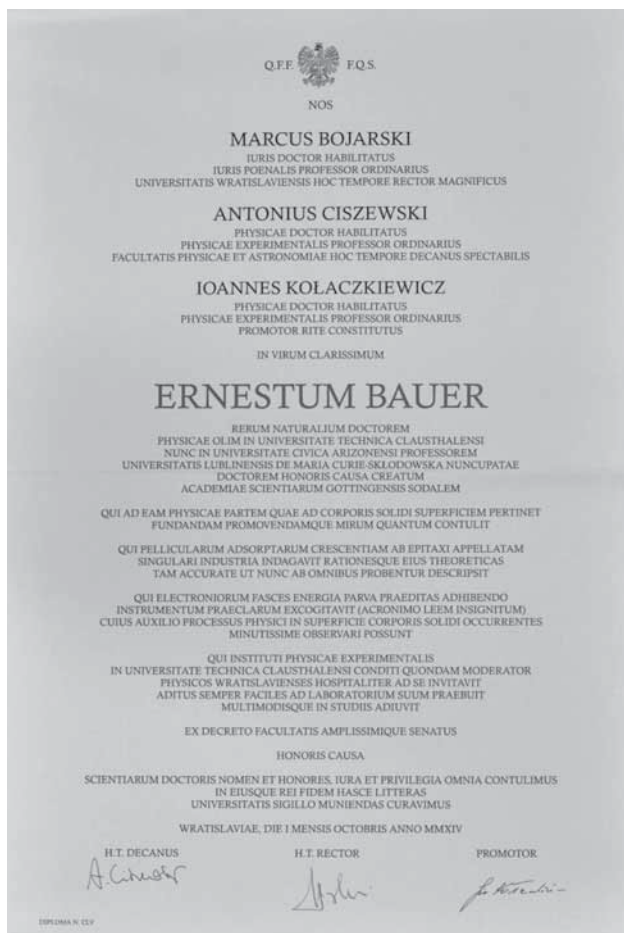 Q.F.F. F.Q.S.
NOS
MARCUS BOJARSKI
IURIS DOCTOR HABILITATUS
IURIS POENALIS PROFESSOR ORDINARIUS
UNIVERSITATIS WRATISLAVIENSIS HOC TEMPORE RECTOR MAGNIFICUS
ANTONIUS CISZEWSKI
PHYSICAE DOCTOR HABILITATUS
PHYSICAE EXPERIMENTALIS PROFESSOR ORDINARIUS
FACULTATIS PHYSICAE ET ASTRONOMIAE HOC TEMPORE DECANUS SPECTABILIS
IOANNES KOŁACZKIEWICZ
PHYSICAE DOCTOR HABILITATUS
PHYSICAE EXPERIMENTALIS PROFESSOR ORDINARIUS
PROMOTOR RITE CONSTITUTUS
IN VIRUM CLARISSIMUM
ERNESTUM BAUER
RERUM NATURALIUM DOCTOREM
PHYSICAE OLIM IN UNIVERSITATE TECHNICA CLAUSTHALENSI
NUNC IN UNIVERSITATE CIVICA ARIZONENSI PROFESSOREM
UNIVERSITATIS LUBLINENSIS DE MARIA CURIE-SKŁODOWSKA NUNCUPATAE
DOCTOREM HONORIS CAUSA CREATUM
ACADEMIAE SCIENTIARUM GOTTINGENSIS SODALEM
QUI AD EAM PHYSICAE PARTEM QUAE AD CORPORIS SOLIDI SUPERFICIEM PERTINET
FUNDANDAM PROMOVENDAMQUE MIRUM QUANTUM CONTULIT
QUI PELLICULARUM ADSORPTARUM CRESCENTIAM AB EPITAXI APPELLATAM
SINGULARI INDUSTRIA INDAGAVIT RATIONESQUE EIUS THEORETICAS
TAM ACCURATE UT NUNC AB OMNIBUS PROBENTUR DESCRIPSIT
QUI ELECTRONIORUM FASCES ENERGIA PARVA PRAEDITAS ADHIBENDO
INSTRUMENTUM PRAECLARUM EXCOGITAVIT (ACRONIMO LEEM INSIGNITUM)
CUIUS AUXILIO PROCESSUS PHYSICI IN SUPERFICIE CORPORIS SOLIDI OCCURRENTES
MINUTISSIME OBSERVARI POSSUNT
QUI INSTITUTI PHYSICAE EXPERIMENTALIS
IN UNIVERSITATE TECHNICA CLAUSTHALENSI CONDITI QUONDAM MODERATOR
PHYSICOS WRATISLAVIENSES HOSPITALITER AD SE INVITAVIT
ADITUS SEMPER FACILES AD LABORATORIUM SUUM PRAEBUIT
MULTIMODISQUE IN STUDIIS ADIUVIT
EX DECRETO FACULTATIS AMPLISSIMIQUE SENATUS
HONORIS CAUSA
SCIENTIARUM DOCTORIS NOMEN ET HONORES, IURA ET PRIVILEGIA OMNIA CONTULIMUS
IN EIUSQUE REI FIDEM HASCE LITTERAS
UNIVERSITATIS SIGILLO MUNIENDAS CURAVIMUS
WRATISLAVIAE, DIE I MENSIS OCTOBRIS ANNO MMXIV
H.T. DECANUS H.T. RECTOR PROMOTOR
DIPLOMA N. CLV